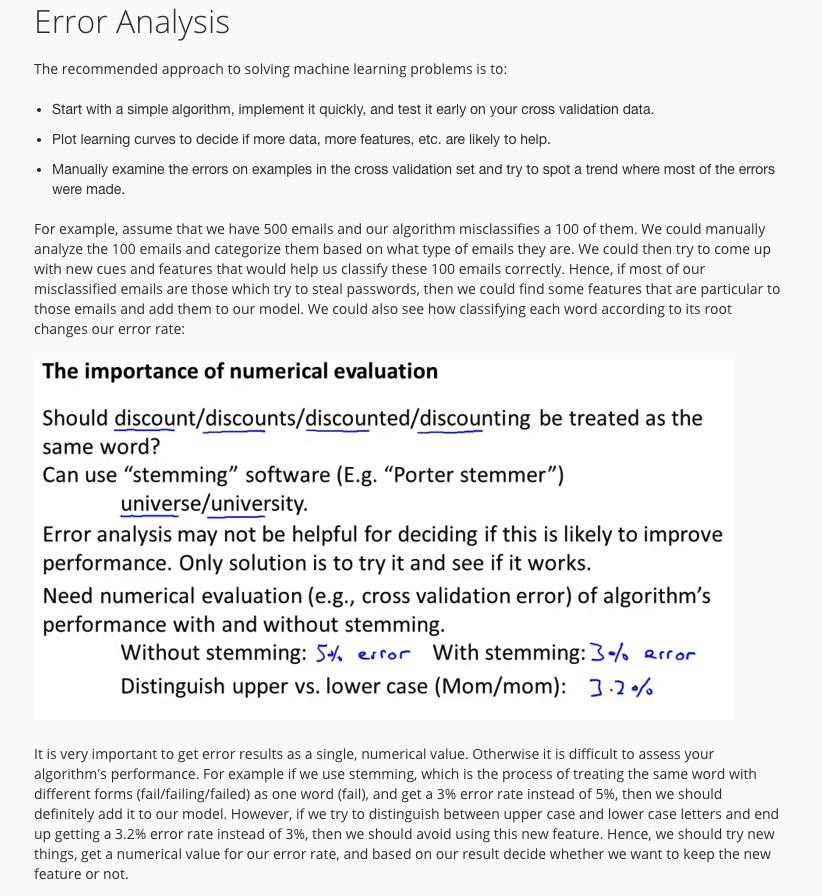 Error Analysis
The recommended approach to solving machine learning problems is to:
• Start with a simple algorithm, implement it quickly, and test it early on your cross validation data.
• Plot learning curves to decide if more data, more features, etc. are likely to help.
• Manually examine the errors on examples in the cross validation set and try to spot a trend where most of the errors
were made.
For example, assume that we have 500 emails and our algorithm misclassifies a 100 of them. We could manually
analyze the 100 emails and categorize them based on what type of emails they are. We could then try to come up
with new cues and features that would help us classify these 100 emails correctly. Hence, if most of our
misclassified emails are those which try to steal passwords, then we could find some features that are particular to
those emails and add them to our model. We could also see how classifying each word according to its root
changes our error rate:
The importance of numerical evaluation
Should discount/discounts/discounted/discounting be treated as the
same word?
Can use “stemming” software (E.g. “Porter stemmer”)
universe/university.
Error analysis may not be helpful for deciding if this is likely to improve
performance. Only solution is to try it and see if it works.
Need numerical evaluation (e.g., cross validation error) of algorithm’s
performance with and without stemming.
Without stemming: 5% error With stemming: 3% error
Distinguish upper vs. lower case (Mom/mom): 3.2%
It is very important to get error results as a single, numerical value. Otherwise it is difficult to assess your
algorithm's performance. For example if we use stemming, which is the process of treating the same word with
different forms (fail/failing/failed) as one word (fail), and get a 3% error rate instead of 5%, then we should
definitely add it to our model. However, if we try to distinguish between upper case and lower case letters and end
up getting a 3.2% error rate instead of 3%, then we should avoid using this new feature. Hence, we should try new
things, get a numerical value for our error rate, and based on our result decide whether we want to keep the new
feature or not.